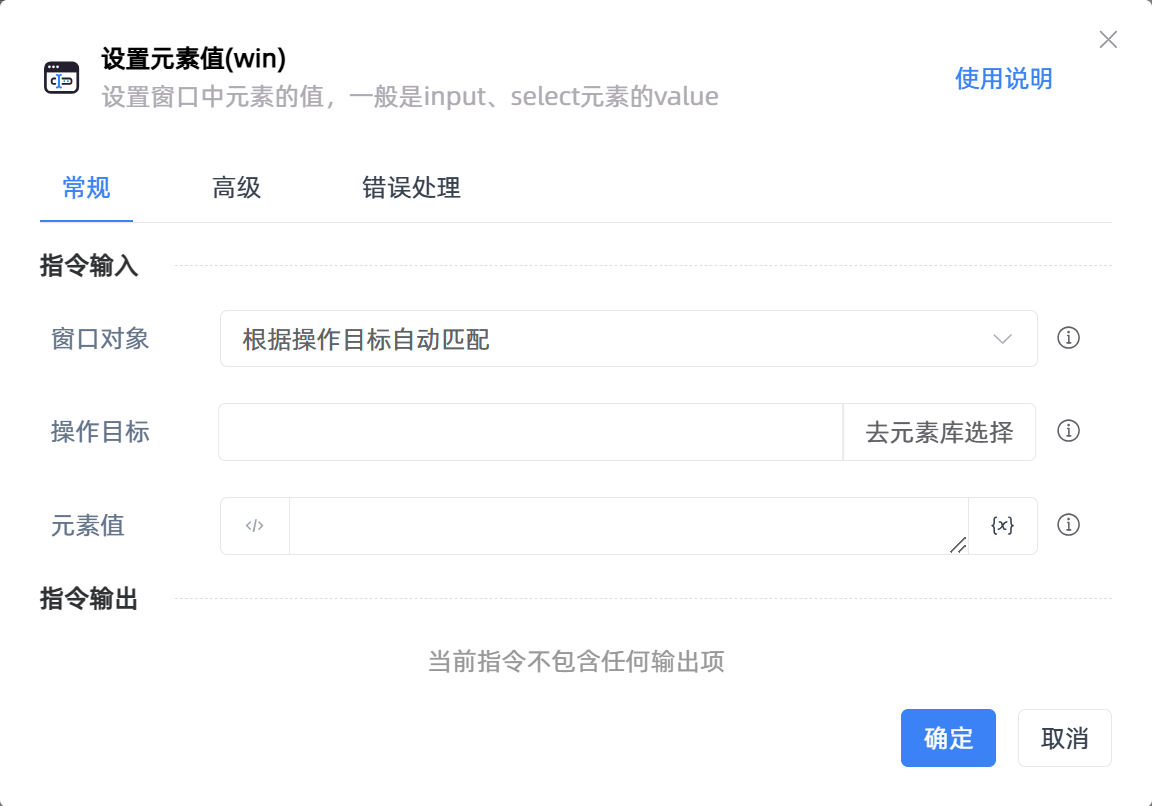 设置元素值(win)
设置窗口中元素的值，一般是input、select元素的value
使用说明
常规 高级 错误处理
指令输入
窗口对象 根据操作目标自动匹配
操作目标 去元素库选择
元素值 </> {x}
指令输出
当前指令不包含任何输出项
确定 取消